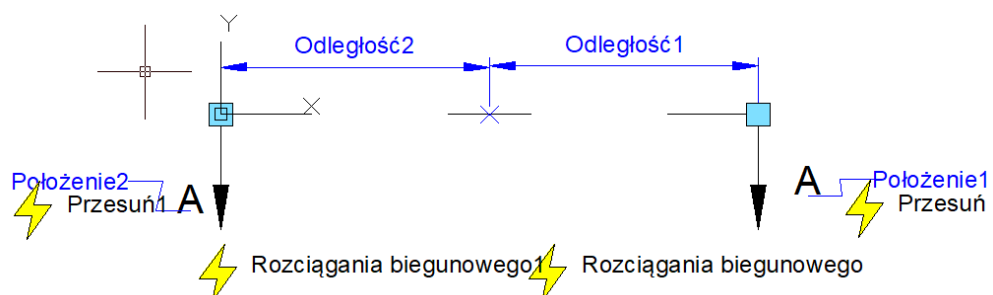 Y
Odległość2 Odległość1
X
Położenie2 A A Położenie1
Przesuń1 Przesuń
Rozciągania biegunowego1 Rozciągania biegunowego